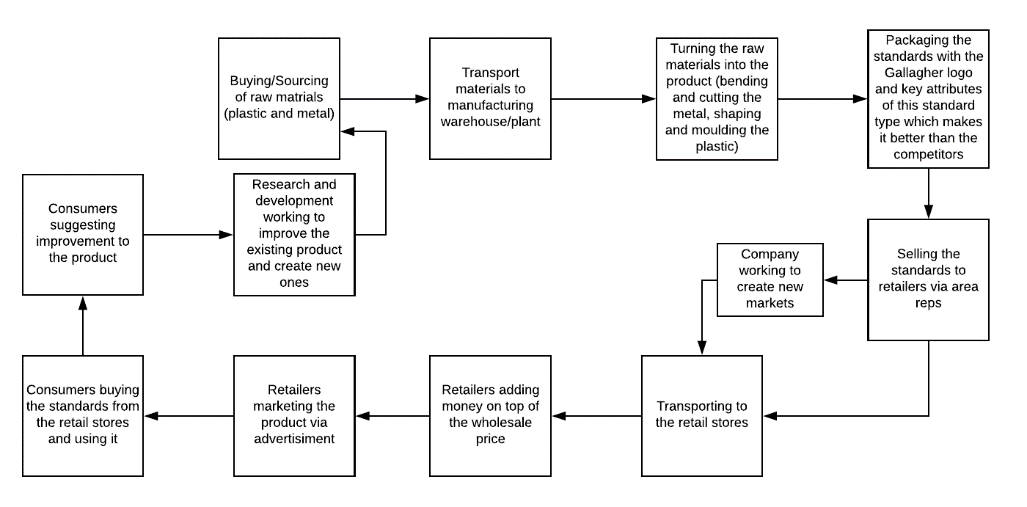 Buying/Sourcing
of raw matrials
(plastic and metal)
Transport
materials to
manufacturing
warehouse/plant
Turning the raw
materials into the
product (bending
and cutting the
metal, shaping
and moulding the
plastic)
Packaging the
standards with the
Gallagher logo
and key attributes
of this standard
type which makes
it better than the
competitors
Consumers
suggesting
improvement to
the product
Research and
development
working to
improve the
existing product
and create new
ones
Company
working to
create new
markets
Selling the
standards to
retailers via area
reps
Consumers buying
the standards from
the retail stores
and using it
Retailers
marketing the
product via
advertisiment
Retailers adding
money on top of
the wholesale
price
Transporting to
the retail stores